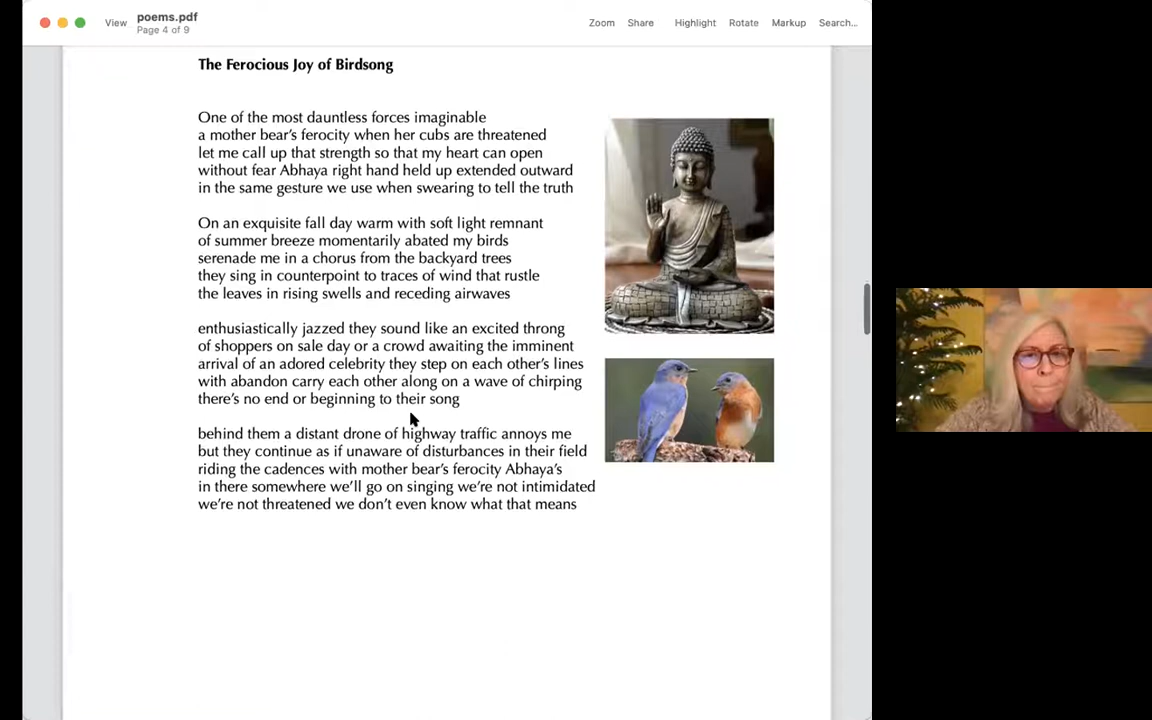 View
poems.pdf
Page 4 of 9
Zoom
Share
Highlight
Rotate
Markup
Search...
The Ferocious Joy of Birdsong
One of the most dauntless forces imaginable
a mother bear's ferocity when her cubs are threatened
let me call up that strength so that my heart can open
without fear Abhaya right hand held up extended outward
in the same gesture we use when swearing to tell the truth
On an exquisite fall day warm with soft light remnant
of summer breeze momentarily abated my birds
serenade me in a chorus from the backyard trees
they sing in counterpoint to traces of wind that rustle
the leaves in rising swells and receding airwaves
enthusiastically jazzed they sound like an excited throng
of shoppers on sale day or a crowd awaiting the imminent
arrival of an adored celebrity they step on each other's lines
with abandon carry each other along on a wave of chirping
there's no end or beginning to their song
behind them a distant drone of highway traffic annoys me
but they continue as if unaware of disturbances in their field
riding the cadences with mother bear's ferocity Abhaya's
in there somewhere we'll go on singing we're not intimidated
we're not threatened we don't even know what that means